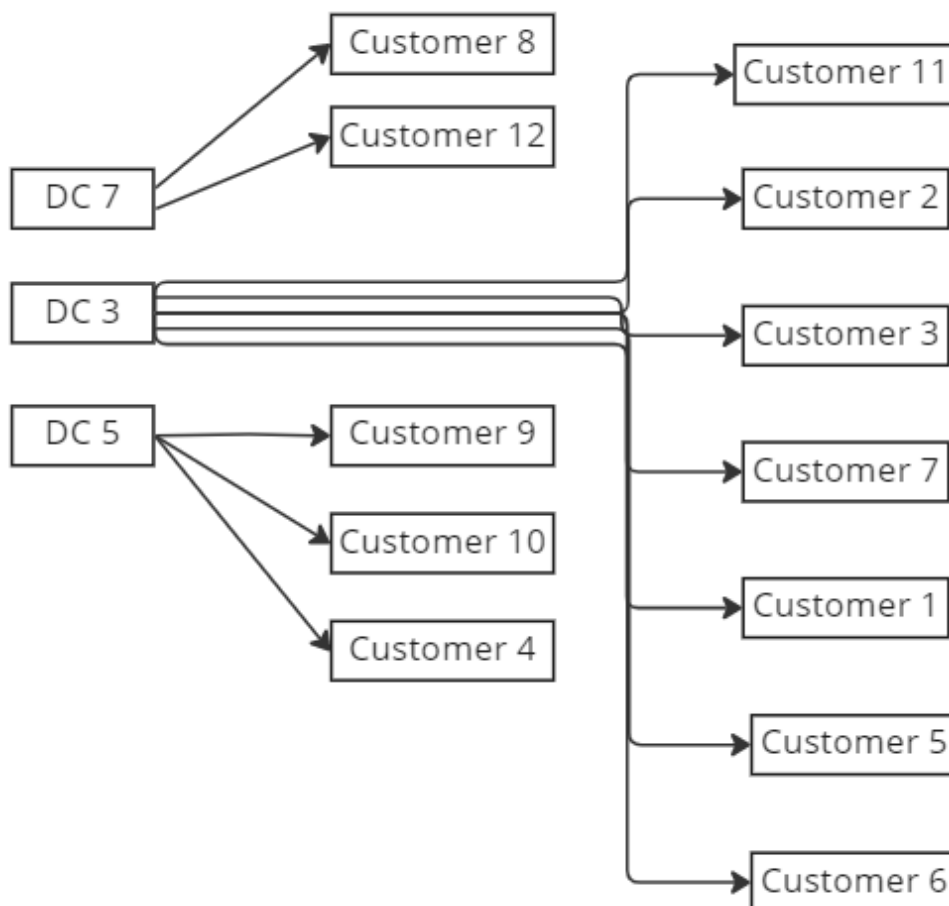 Customer 8
Customer 11
Customer 12
DC 7
Customer 2
DC 3
Customer 3
DC 5
Customer 9
Customer 7
Customer 10
Customer 1
Customer 4
Customer 5
Customer 6